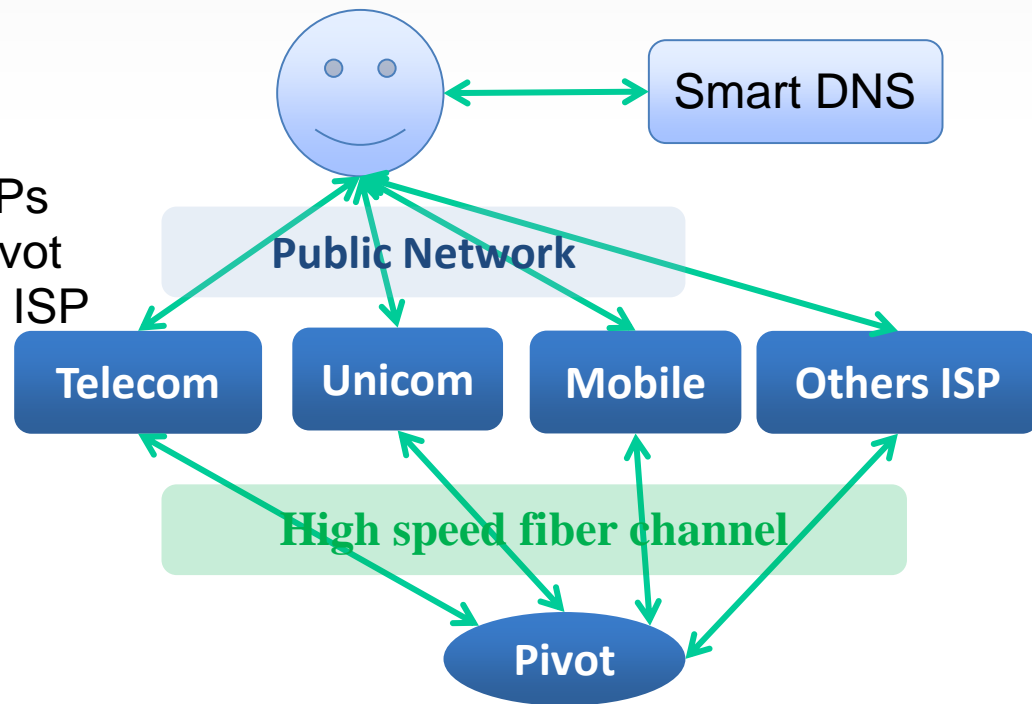 Smart DNS
Ps
vot
ISP
Public Network
Telecom
Unicom
Mobile
Others ISP
High speed fiber channel
Pivot